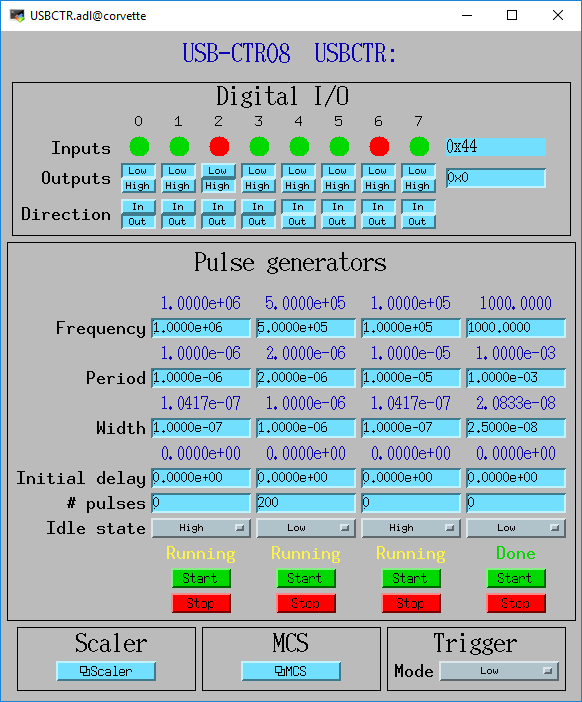 USBCTR.adl@corvette
USB-CTR08 USBCTR:
Digital I/O
0 1 2 3 4 5 6 7
Inputs 0x44
Outputs Low Low Low Low Low Low Low Low 0x0
High High High High High High High High
Direction In In In In In In In In
Out Out Out Out Out Out Out Out
Pulse generators
1.0000e+06 5.0000e+05 1.0000e+05 1000.0000
Frequency 1.0000e+06 5.0000e+05 1.0000e+05 1000.0000
1.0000e-06 2.0000e-06 1.0000e-05 1.0000e-03
Period 1.0000e-06 2.0000e-06 1.0000e-05 1.0000e-03
1.0417e-07 1.0000e-06 1.0417e-07 2.0833e-08
Width 1.0000e-07 1.0000e-06 1.0000e-07 2.5000e-08
0.0000e+00 0.0000e+00 0.0000e+00 0.0000e+00
Initial delay 0.0000e+00 0.0000e+00 0.0000e+00 0.0000e+00
# pulses 0 200 0 0
Idle state High Low High Low
Running Running Running Done
Start Start Start Start
Stop Stop Stop Stop
Scaler MCS Trigger
Scaler MCS Mode Low